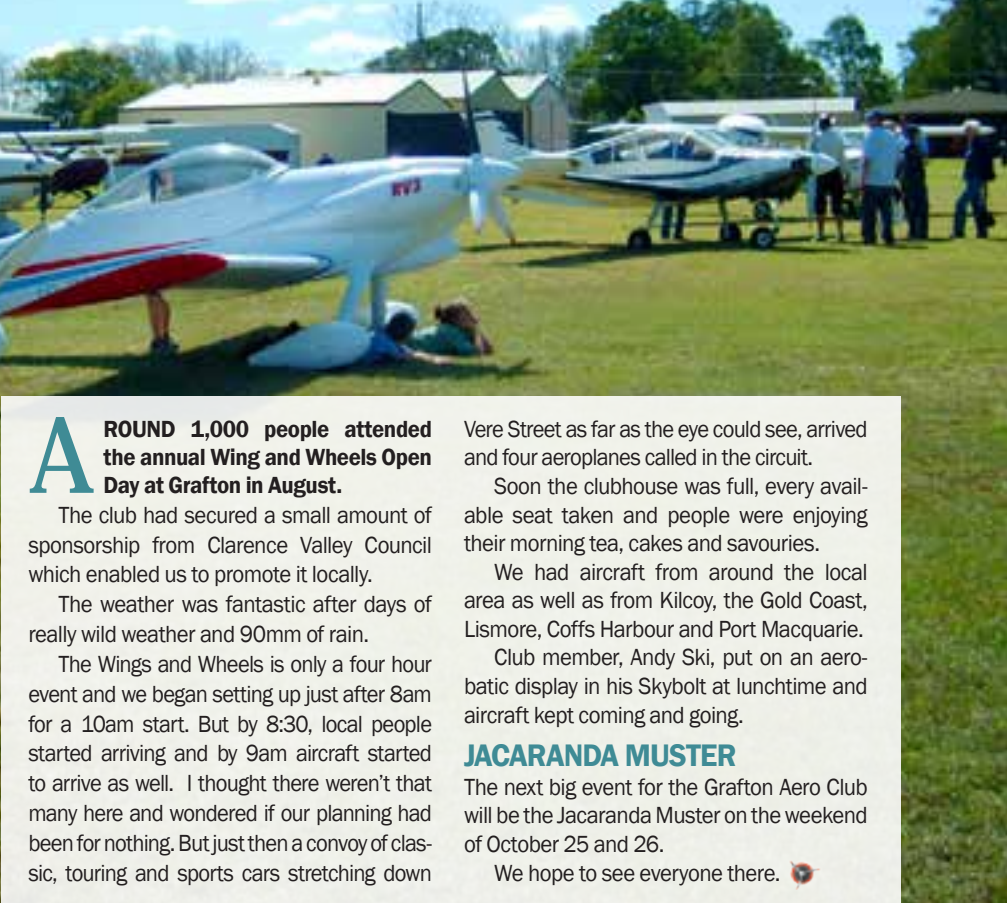 RV3
AROUND 1,000 people attended
the annual Wing and Wheels Open
Day at Grafton in August.
The club had secured a small amount of
sponsorship from Clarence Valley Council
which enabled us to promote it locally.
The weather was fantastic after days of
really wild weather and 90mm of rain.
The Wings and Wheels is only a four hour
event and we began setting up just after 8am
for a 10am start. But by 8:30, local people
started arriving and by 9am aircraft started
to arrive as well. I thought there weren't that
many here and wondered if our planning had
been for nothing. But just then a convoy of clas-
sic, touring and sports cars stretching down
Vere Street as far as the eye could see, arrived
and four aeroplanes called in the circuit.
Soon the clubhouse was full, every avail-
able seat taken and people were enjoying
their morning tea, cakes and savouries.
We had aircraft from around the local
area as well as from Kilcoy, the Gold Coast,
Lismore, Coffs Harbour and Port Macquarie.
Club member, Andy Ski, put on an aero-
batic display in his Skybolt at lunchtime and
aircraft kept coming and going.
JACARANDA MUSTER
The next big event for the Grafton Aero Club
will be the Jacaranda Muster on the weekend
of October 25 and 26.
We hope to see everyone there.